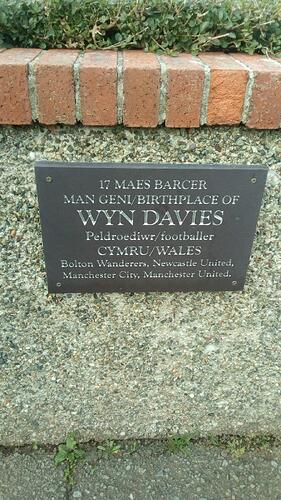 17 MAES BARCER
MAN GENI/BIRTHPLACE OF
WYN DAVIES
Peldroediwr/footballer
CYMRU/WALES
Bolton Wanderers, Newcastle United,
Manchester City, Manchester United.